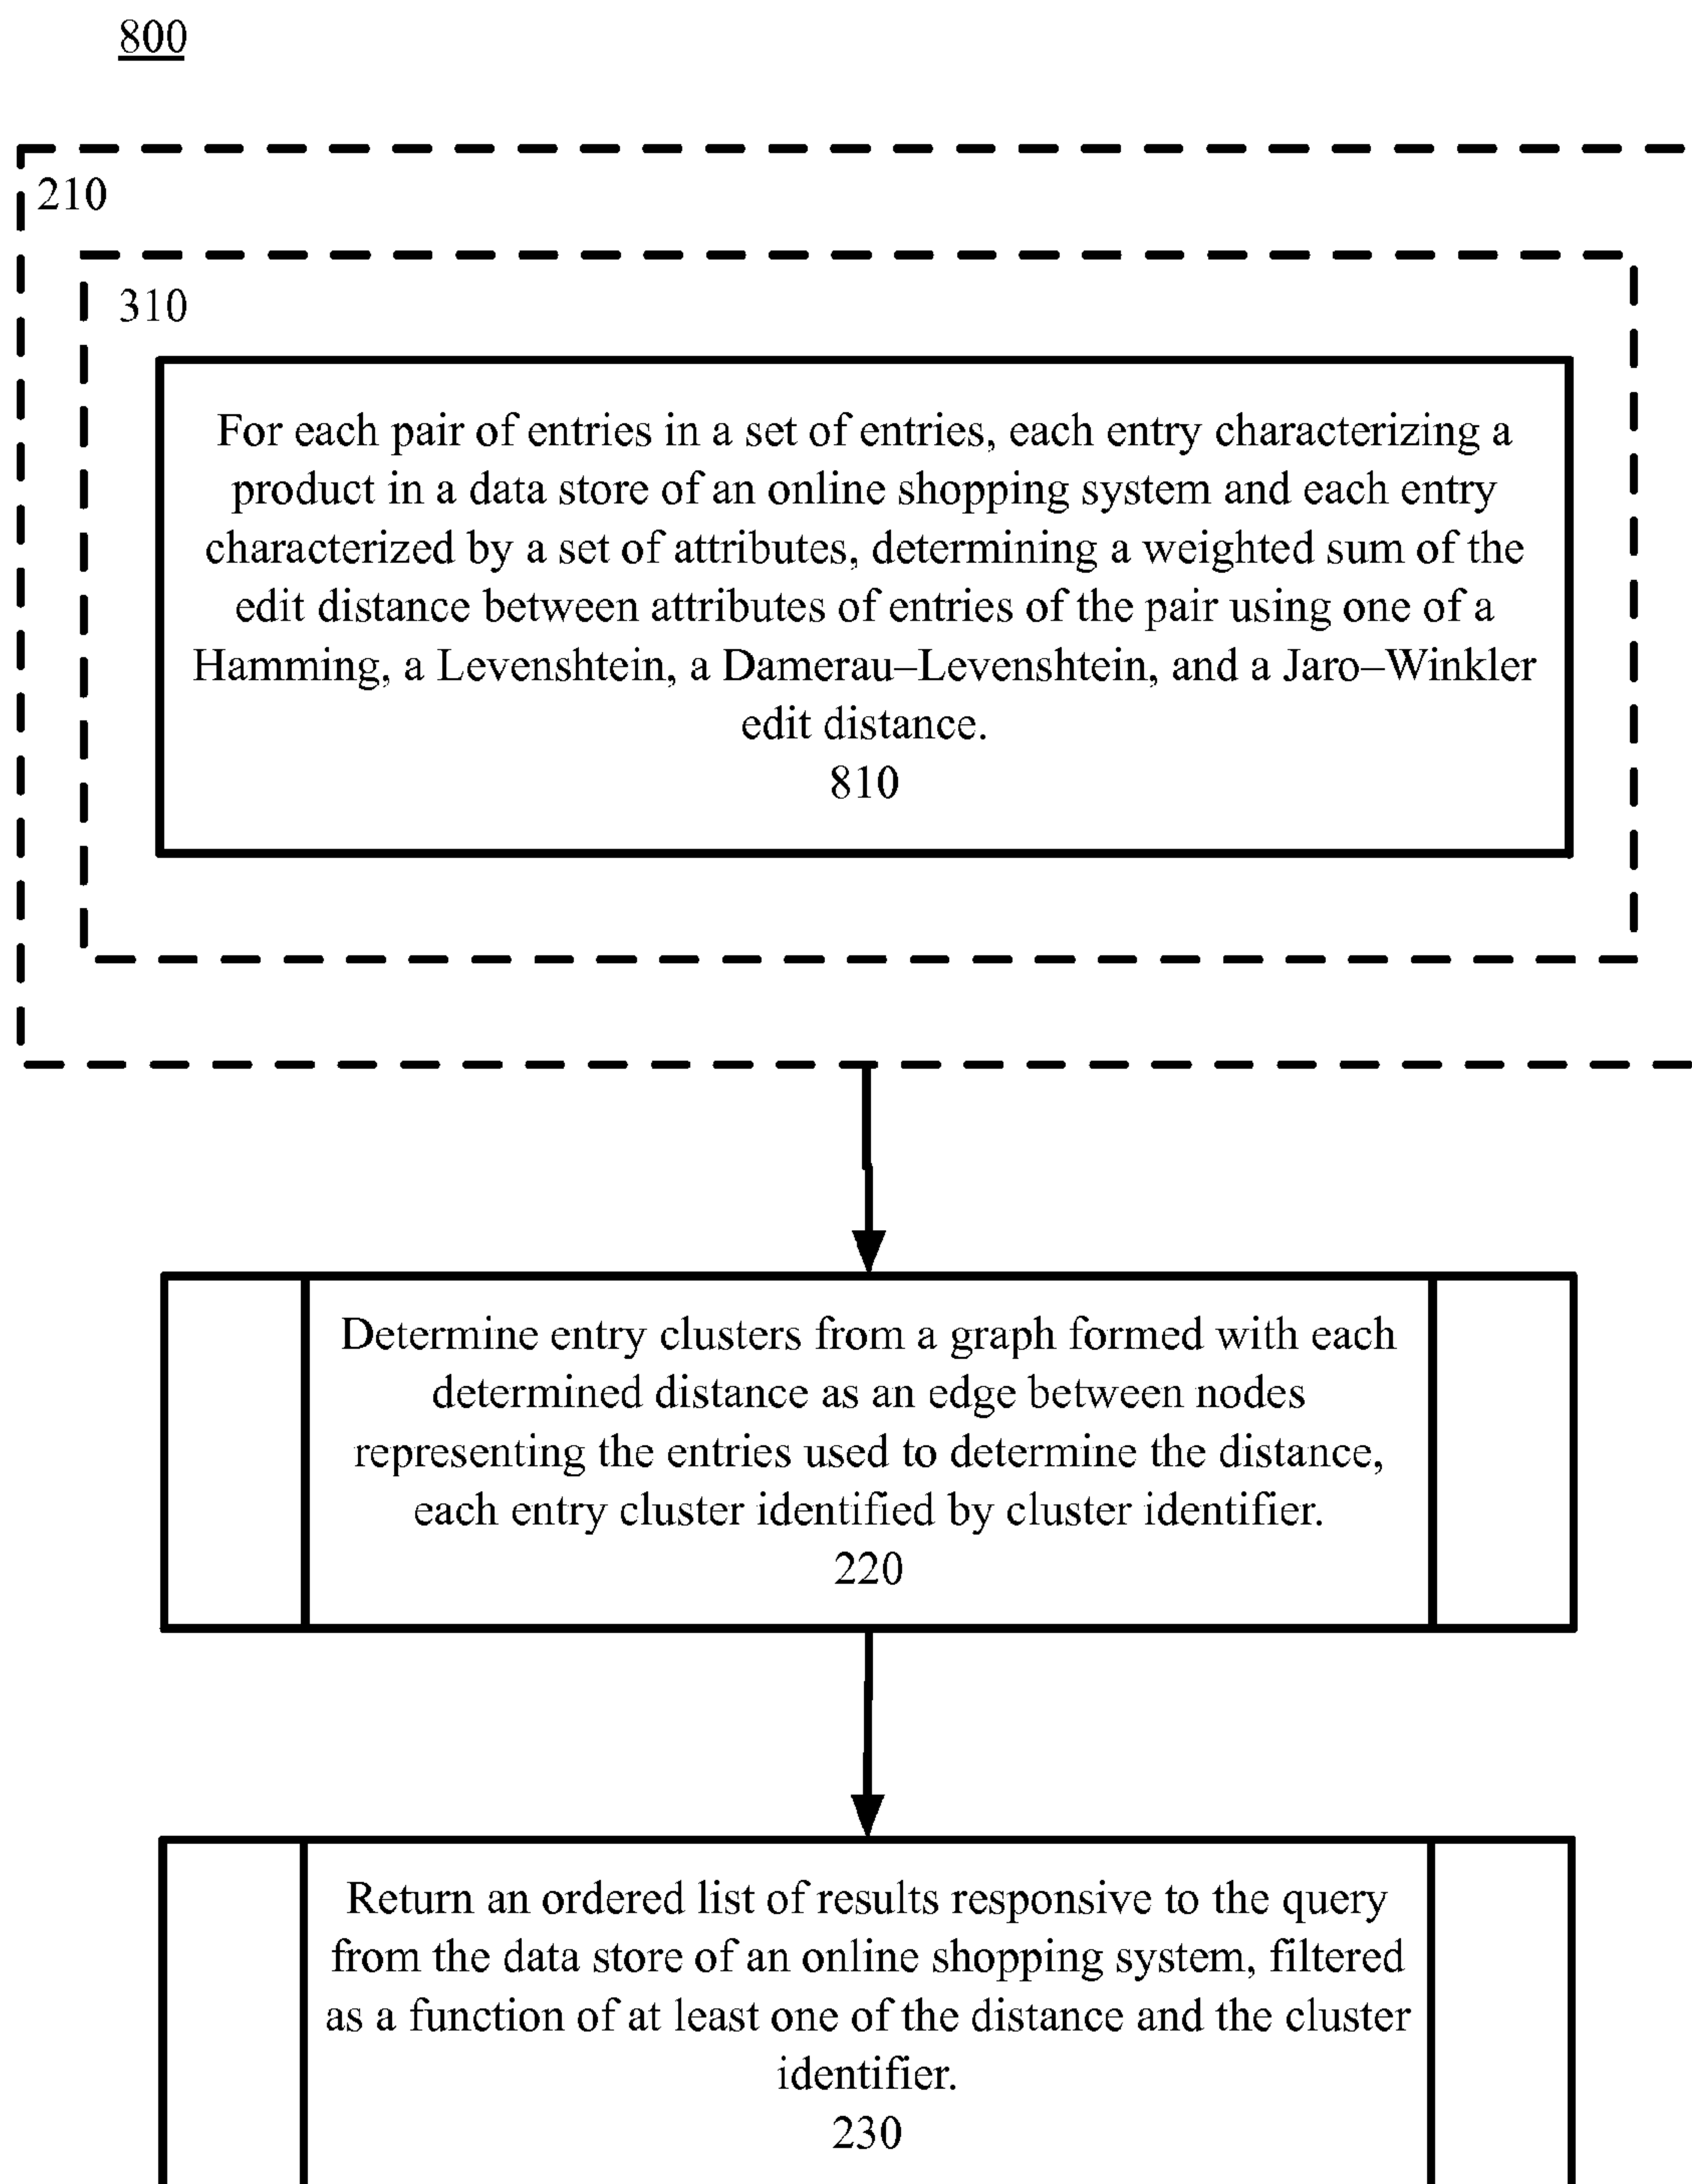 800
210
310
For each pair of entries in a set of entries, each entry characterizing a
product in a data store of an online shopping system and each entry
characterized by a set of attributes, determining a weighted sum of the
edit distance between attributes of entries of the pair using one of a
Hamming, a Levenshtein, a Damerau–Levenshtein, and a Jaro–Winkler
edit distance.
810
Determine entry clusters from a graph formed with each
determined distance as an edge between nodes
representing the entries used to determine the distance,
each entry cluster identified by cluster identifier.
220
Return an ordered list of results responsive to the query
from the data store of an online shopping system, filtered
as a function of at least one of the distance and the cluster
identifier.
230